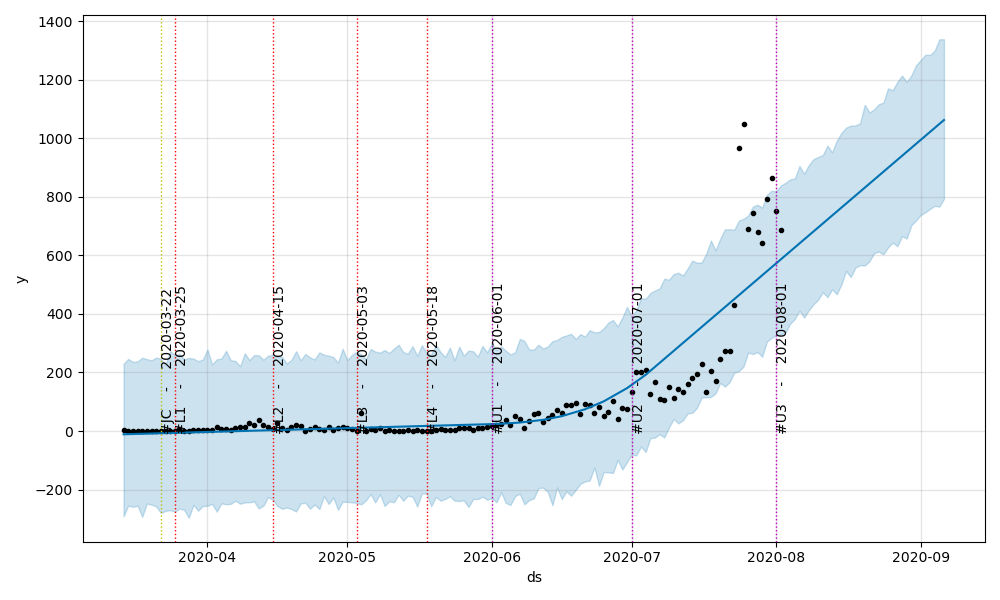 1400
1200
1000
800
600
400
200
0
−200
y
#C - 2020-03-22
#L1 - 2020-03-25
#L2 - 2020-04-15
#L3 - 2020-05-03
#L4 - 2020-05-18
#U1 - 2020-06-01
#U2 - 2020-07-01
#U3 - 2020-08-01
2020-04
2020-05
2020-06
2020-07
2020-08
2020-09
ds